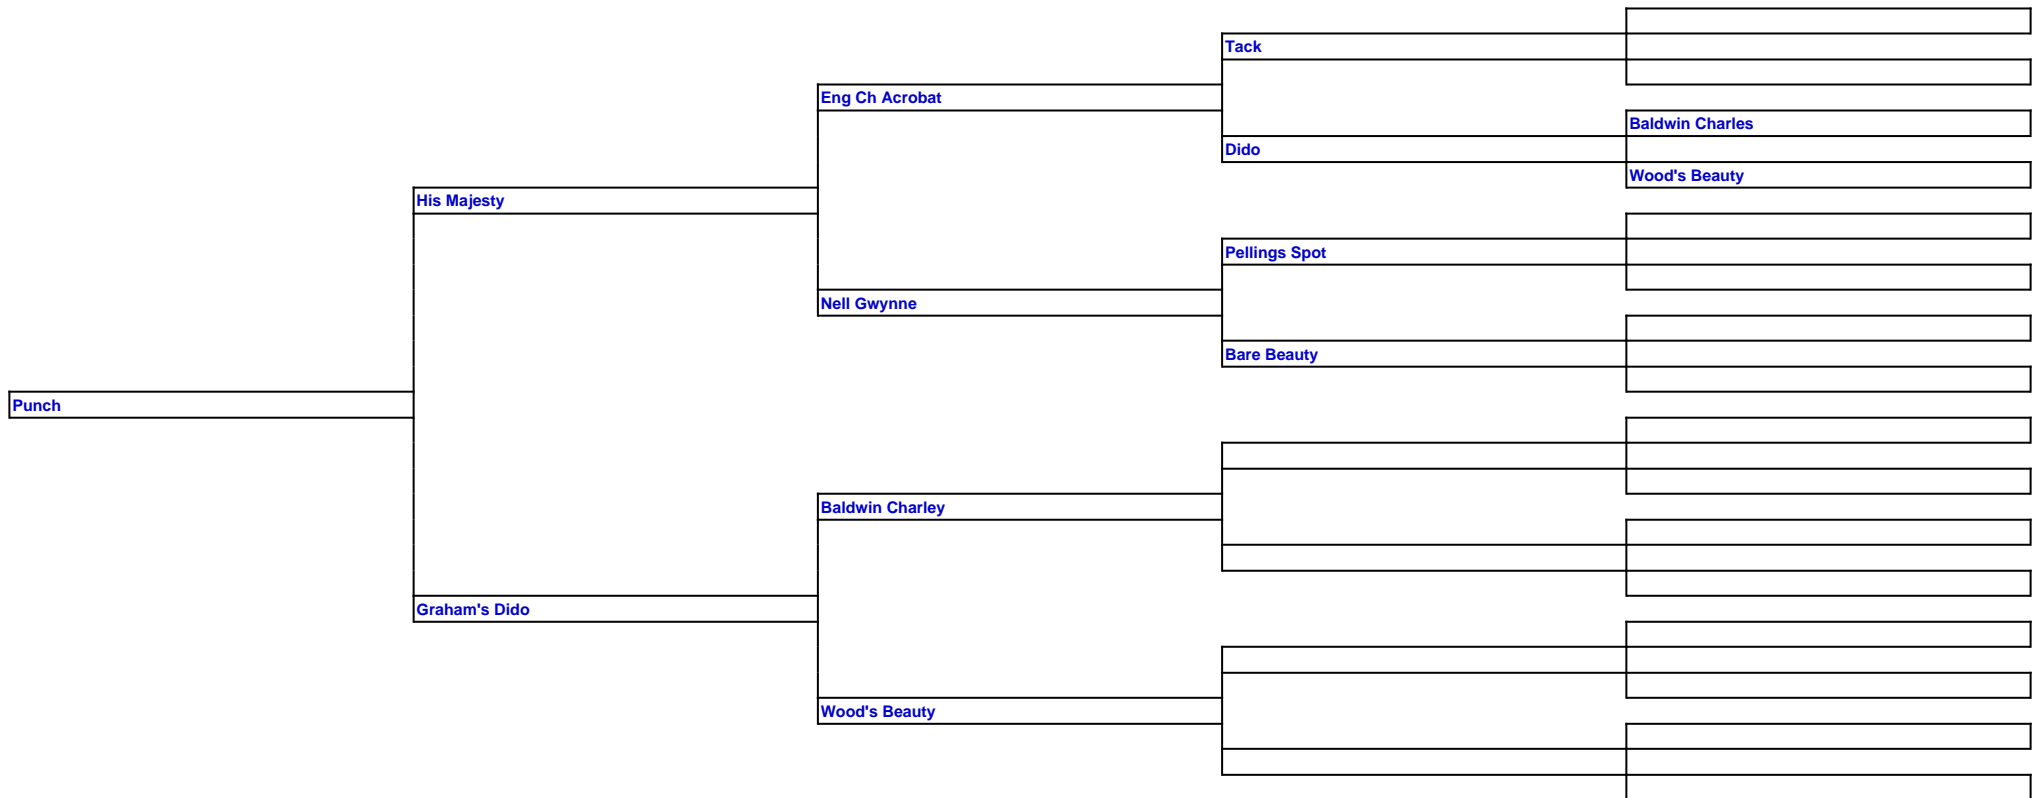 Tack
Eng Ch Acrobat
Baldwin Charles
Dido
Wood's Beauty
His Majesty
Pellings Spot
Nell Gwynne
Bare Beauty
Punch
Baldwin Charley
Graham's Dido
Wood's Beauty